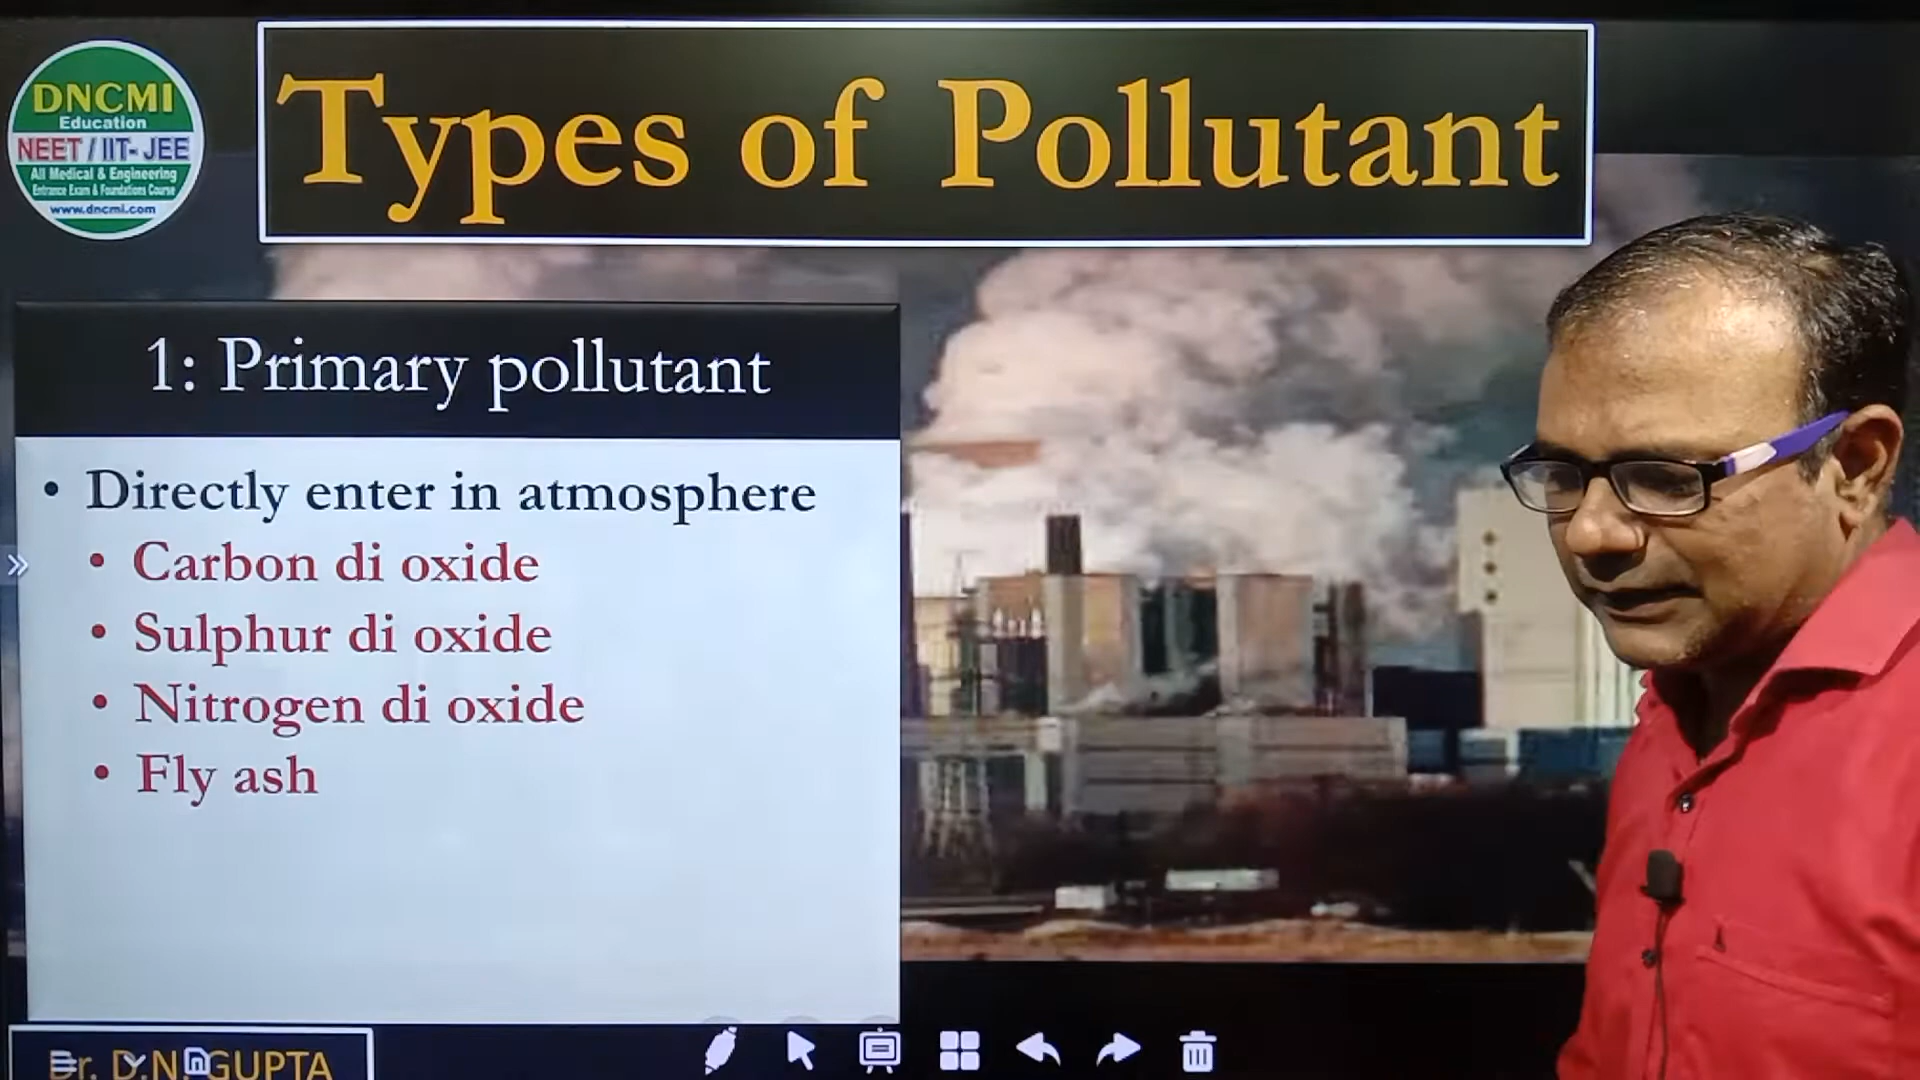 DNCMI
Education
NEET / IIT- JEE
All Medical & Engineering
Entrance Exam & Foundations Course
www.dncmi.com
Types of Pollutant
1: Primary pollutant
• Directly enter in atmosphere
• Carbon di oxide
• Sulphur di oxide
• Nitrogen di oxide
• Fly ash
Dr. D.N. GUPTA